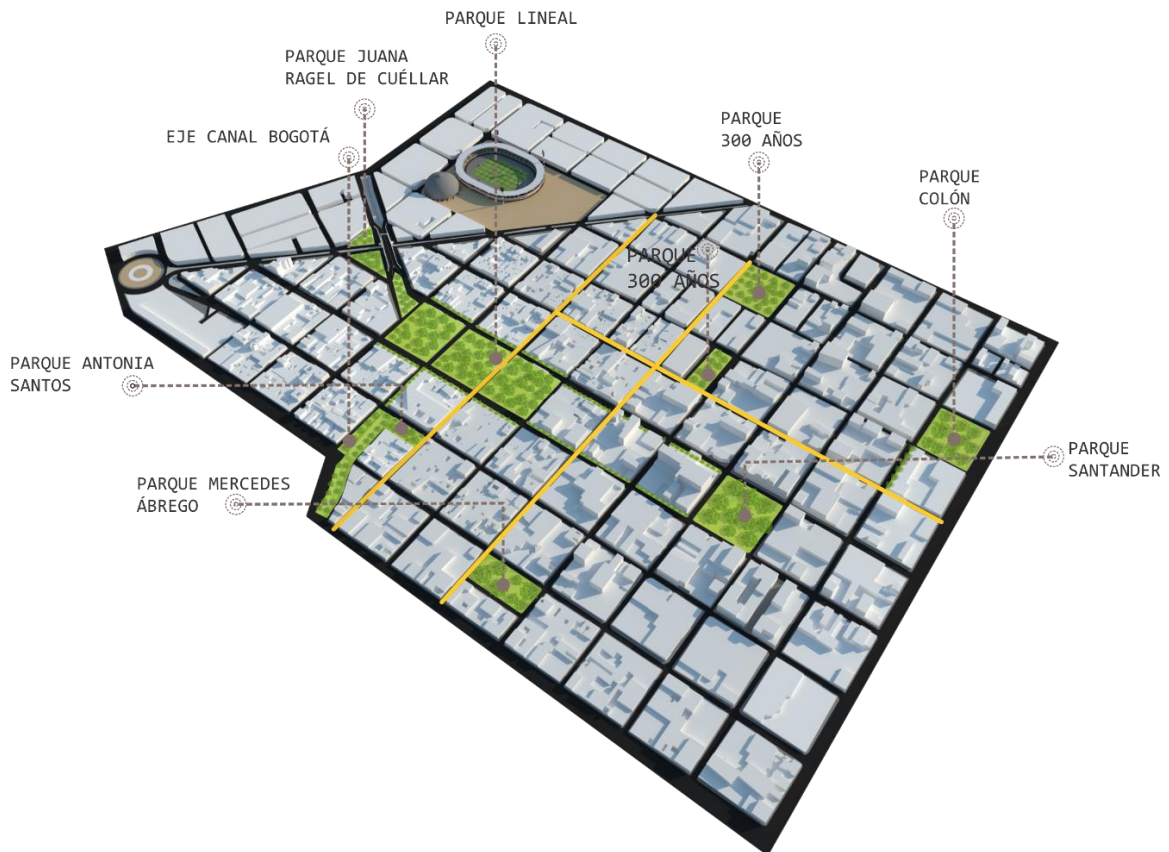 PARQUE LINEAL
PARQUE JUANA
RAGEL DE CUÉLLAR
EJE CANAL BOGOTÁ
PARQUE
300 AÑOS
PARQUE
COLÓN
PARQUE
300 AÑOS
PARQUE ANTONIA
SANTOS
PARQUE
SANTANDER
PARQUE MERCEDES
ÁBREGO